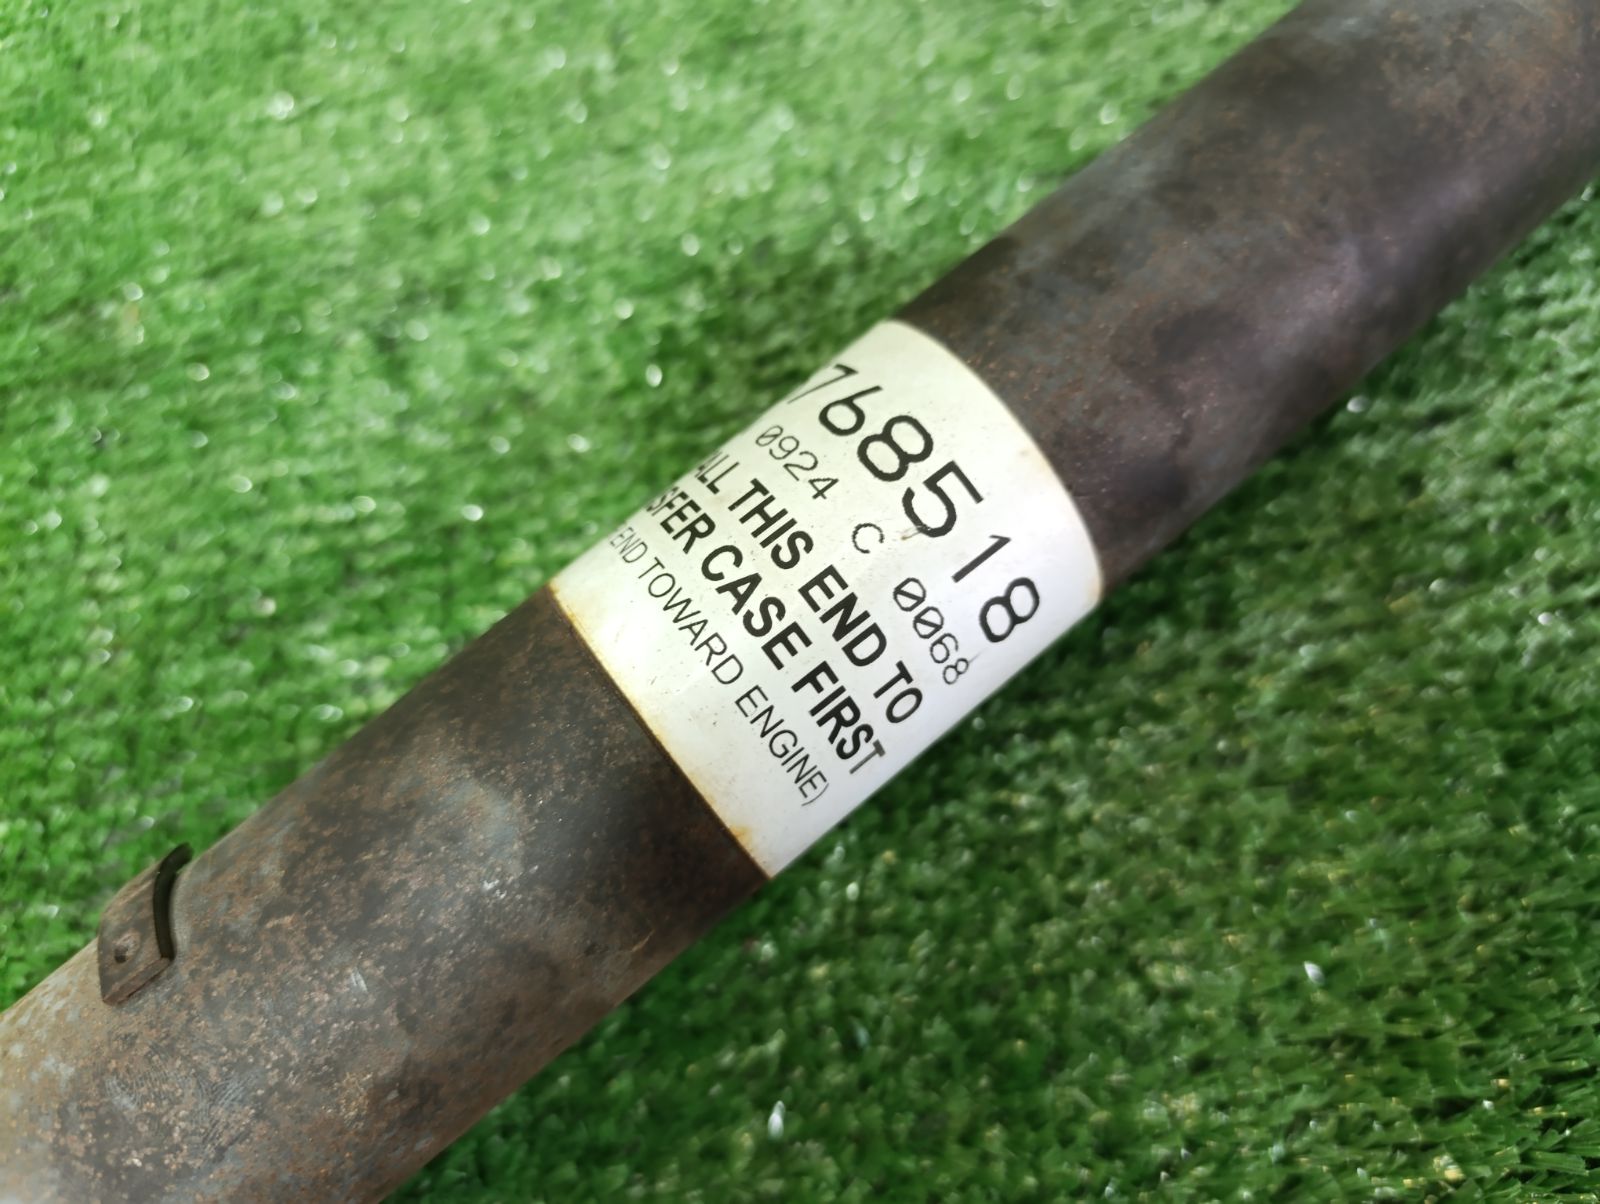 768518
0924 C 0068
ALL THIS END TO
SFER CASE FIRST
END TOWARD ENGINE)